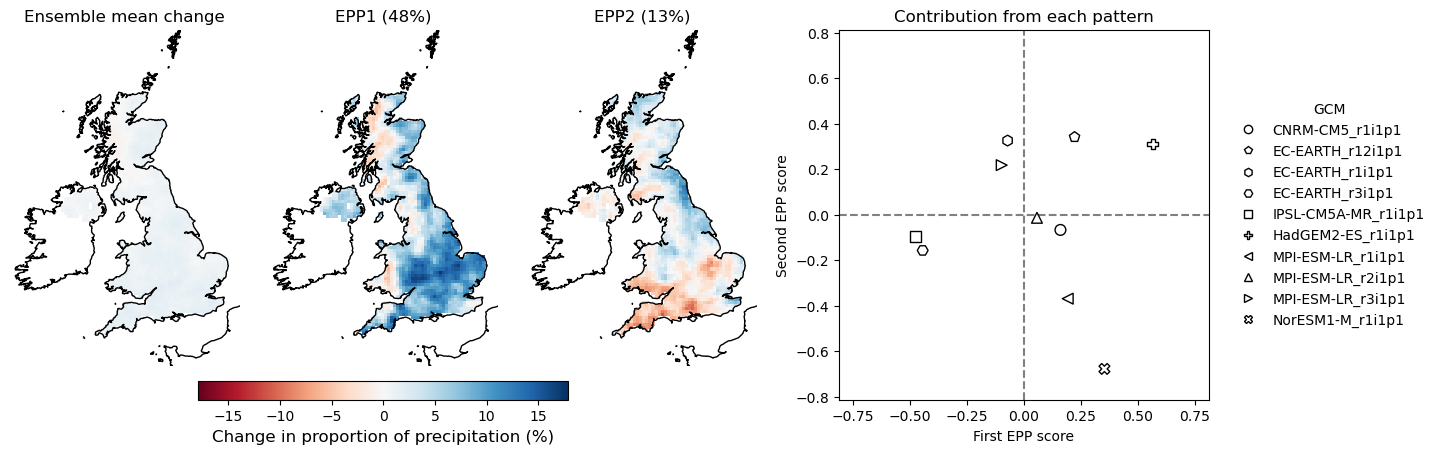 Ensemble mean change
EPP1 (48%)
EPP2 (13%)
Contribution from each pattern
−15 −10 −5 0 5 10 15
Change in proportion of precipitation (%)
0.8
0.6
0.4
0.2
0.0
−0.2
−0.4
−0.6
−0.8
Second EPP score
−0.75 −0.50 −0.25 0.00 0.25 0.50 0.75
First EPP score
GCM
CNRM-CM5_r1i1p1
EC-EARTH_r12i1p1
EC-EARTH_r1i1p1
EC-EARTH_r3i1p1
IPSL-CM5A-MR_r1i1p1
HadGEM2-ES_r1i1p1
MPI-ESM-LR_r1i1p1
MPI-ESM-LR_r2i1p1
MPI-ESM-LR_r3i1p1
NorESM1-M_r1i1p1